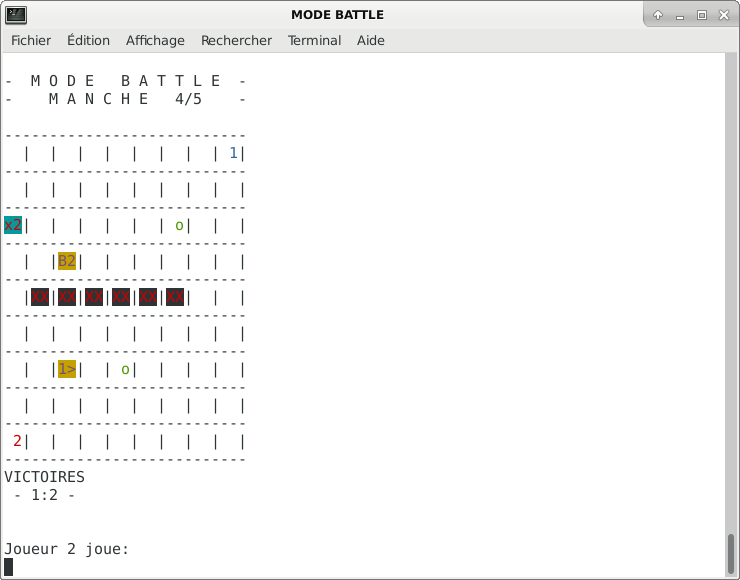 MODE BATTLE
Fichier Édition Affichage Rechercher Terminal Aide
-  M O D E   B A T T L E  -
-    M A N C H E   4/5    -
---------------------------
  |  |  |  |  |  |  |  | 1|
---------------------------
  |  |  |  |  |  |  |  |  |
---------------------------
x2|  |  |  |  |  | o|  |  |
---------------------------
  |  |B2|  |  |  |  |  |  |
---------------------------
  |XX|XX|XX|XX|XX|XX|  |  |
---------------------------
  |  |  |  |  |  |  |  |  |
---------------------------
  |  |1>|  | o|  |  |  |  |
---------------------------
  |  |  |  |  |  |  |  |  |
---------------------------
 2|  |  |  |  |  |  |  |  |
---------------------------
VICTOIRES
 - 1:2 -
Joueur 2 joue: